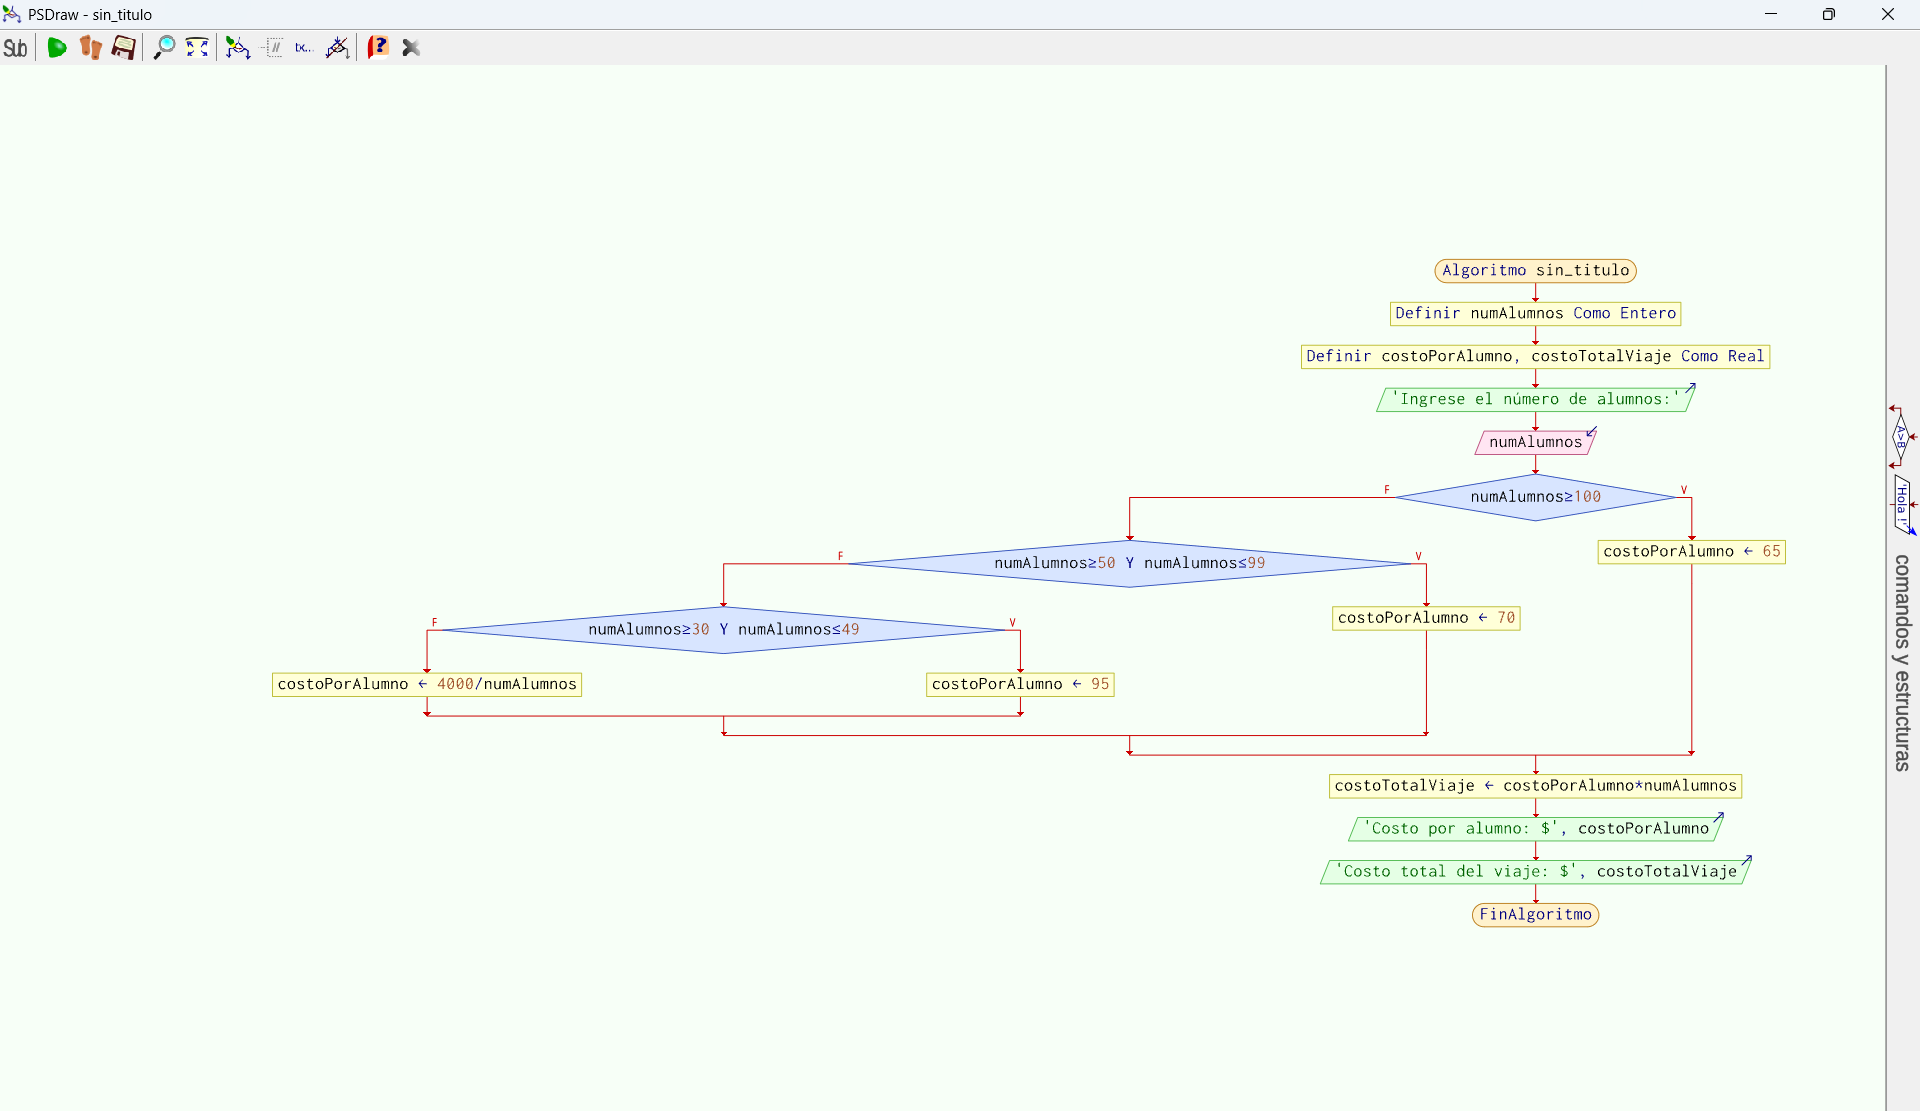 PSDraw - sin_titulo
Sub
tx...
Algoritmo sin_titulo
Definir numAlumnos Como Entero
Definir costoPorAlumno, costoTotalViaje Como Real
'Ingrese el número de alumnos:'
numAlumnos
F
numAlumnos≥100
V
costoPorAlumno ← 65
F
numAlumnos≥50 Y numAlumnos≤99
V
costoPorAlumno ← 70
F
numAlumnos≥30 Y numAlumnos≤49
V
costoPorAlumno ← 4000/numAlumnos
costoPorAlumno ← 95
costoTotalViaje ← costoPorAlumno*numAlumnos
'Costo por alumno: $', costoPorAlumno
'Costo total del viaje: $', costoTotalViaje
FinAlgoritmo
A>B
'Hola !'
comandos y estructuras